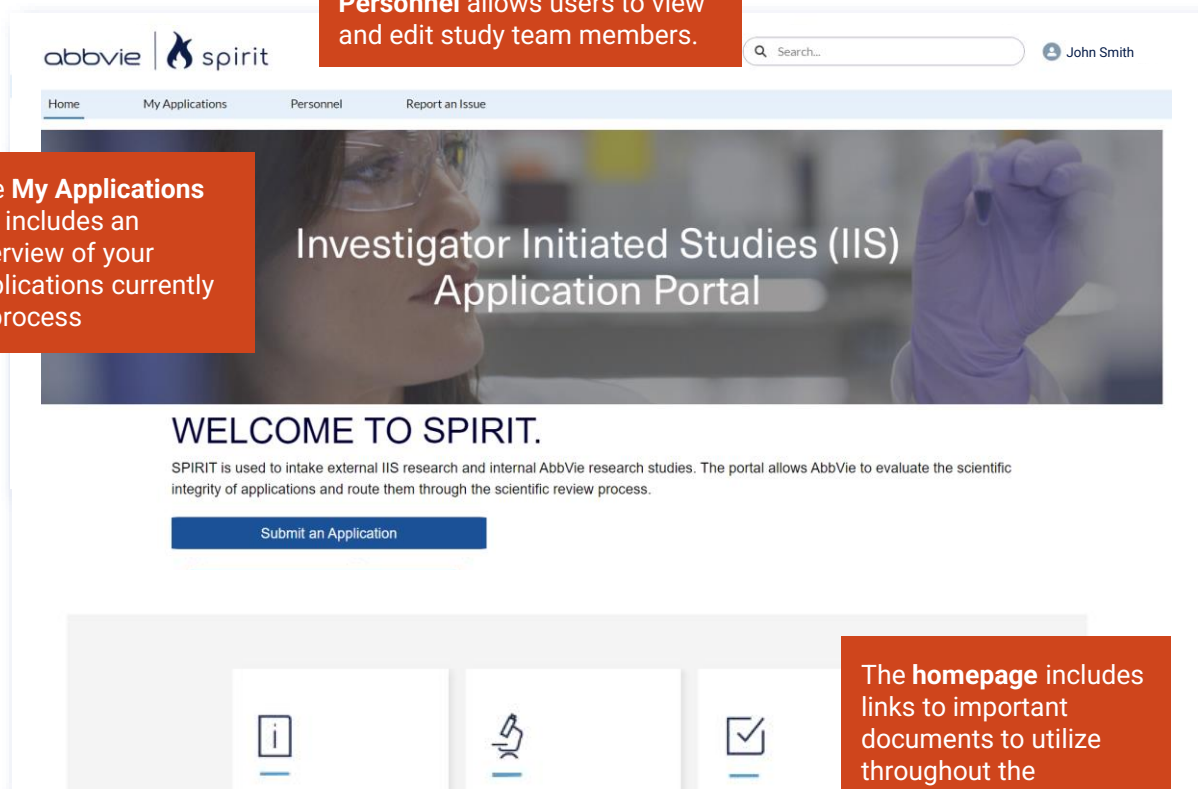 Personnel allows users to view
and edit study team members.
abbvie spirit
Search...
John Smith
Home My Applications Personnel Report an Issue
My Applications
includes an
of your
currently
process
Investigator Initiated Studies (IIS)
Application Portal
WELCOME TO SPIRIT.
SPIRIT is used to intake external IIS research and internal AbbVie research studies. The portal allows AbbVie to evaluate the scientific
integrity of applications and route them through the scientific review process.
Submit an Application
The homepage includes
links to important
documents to utilize
throughout the